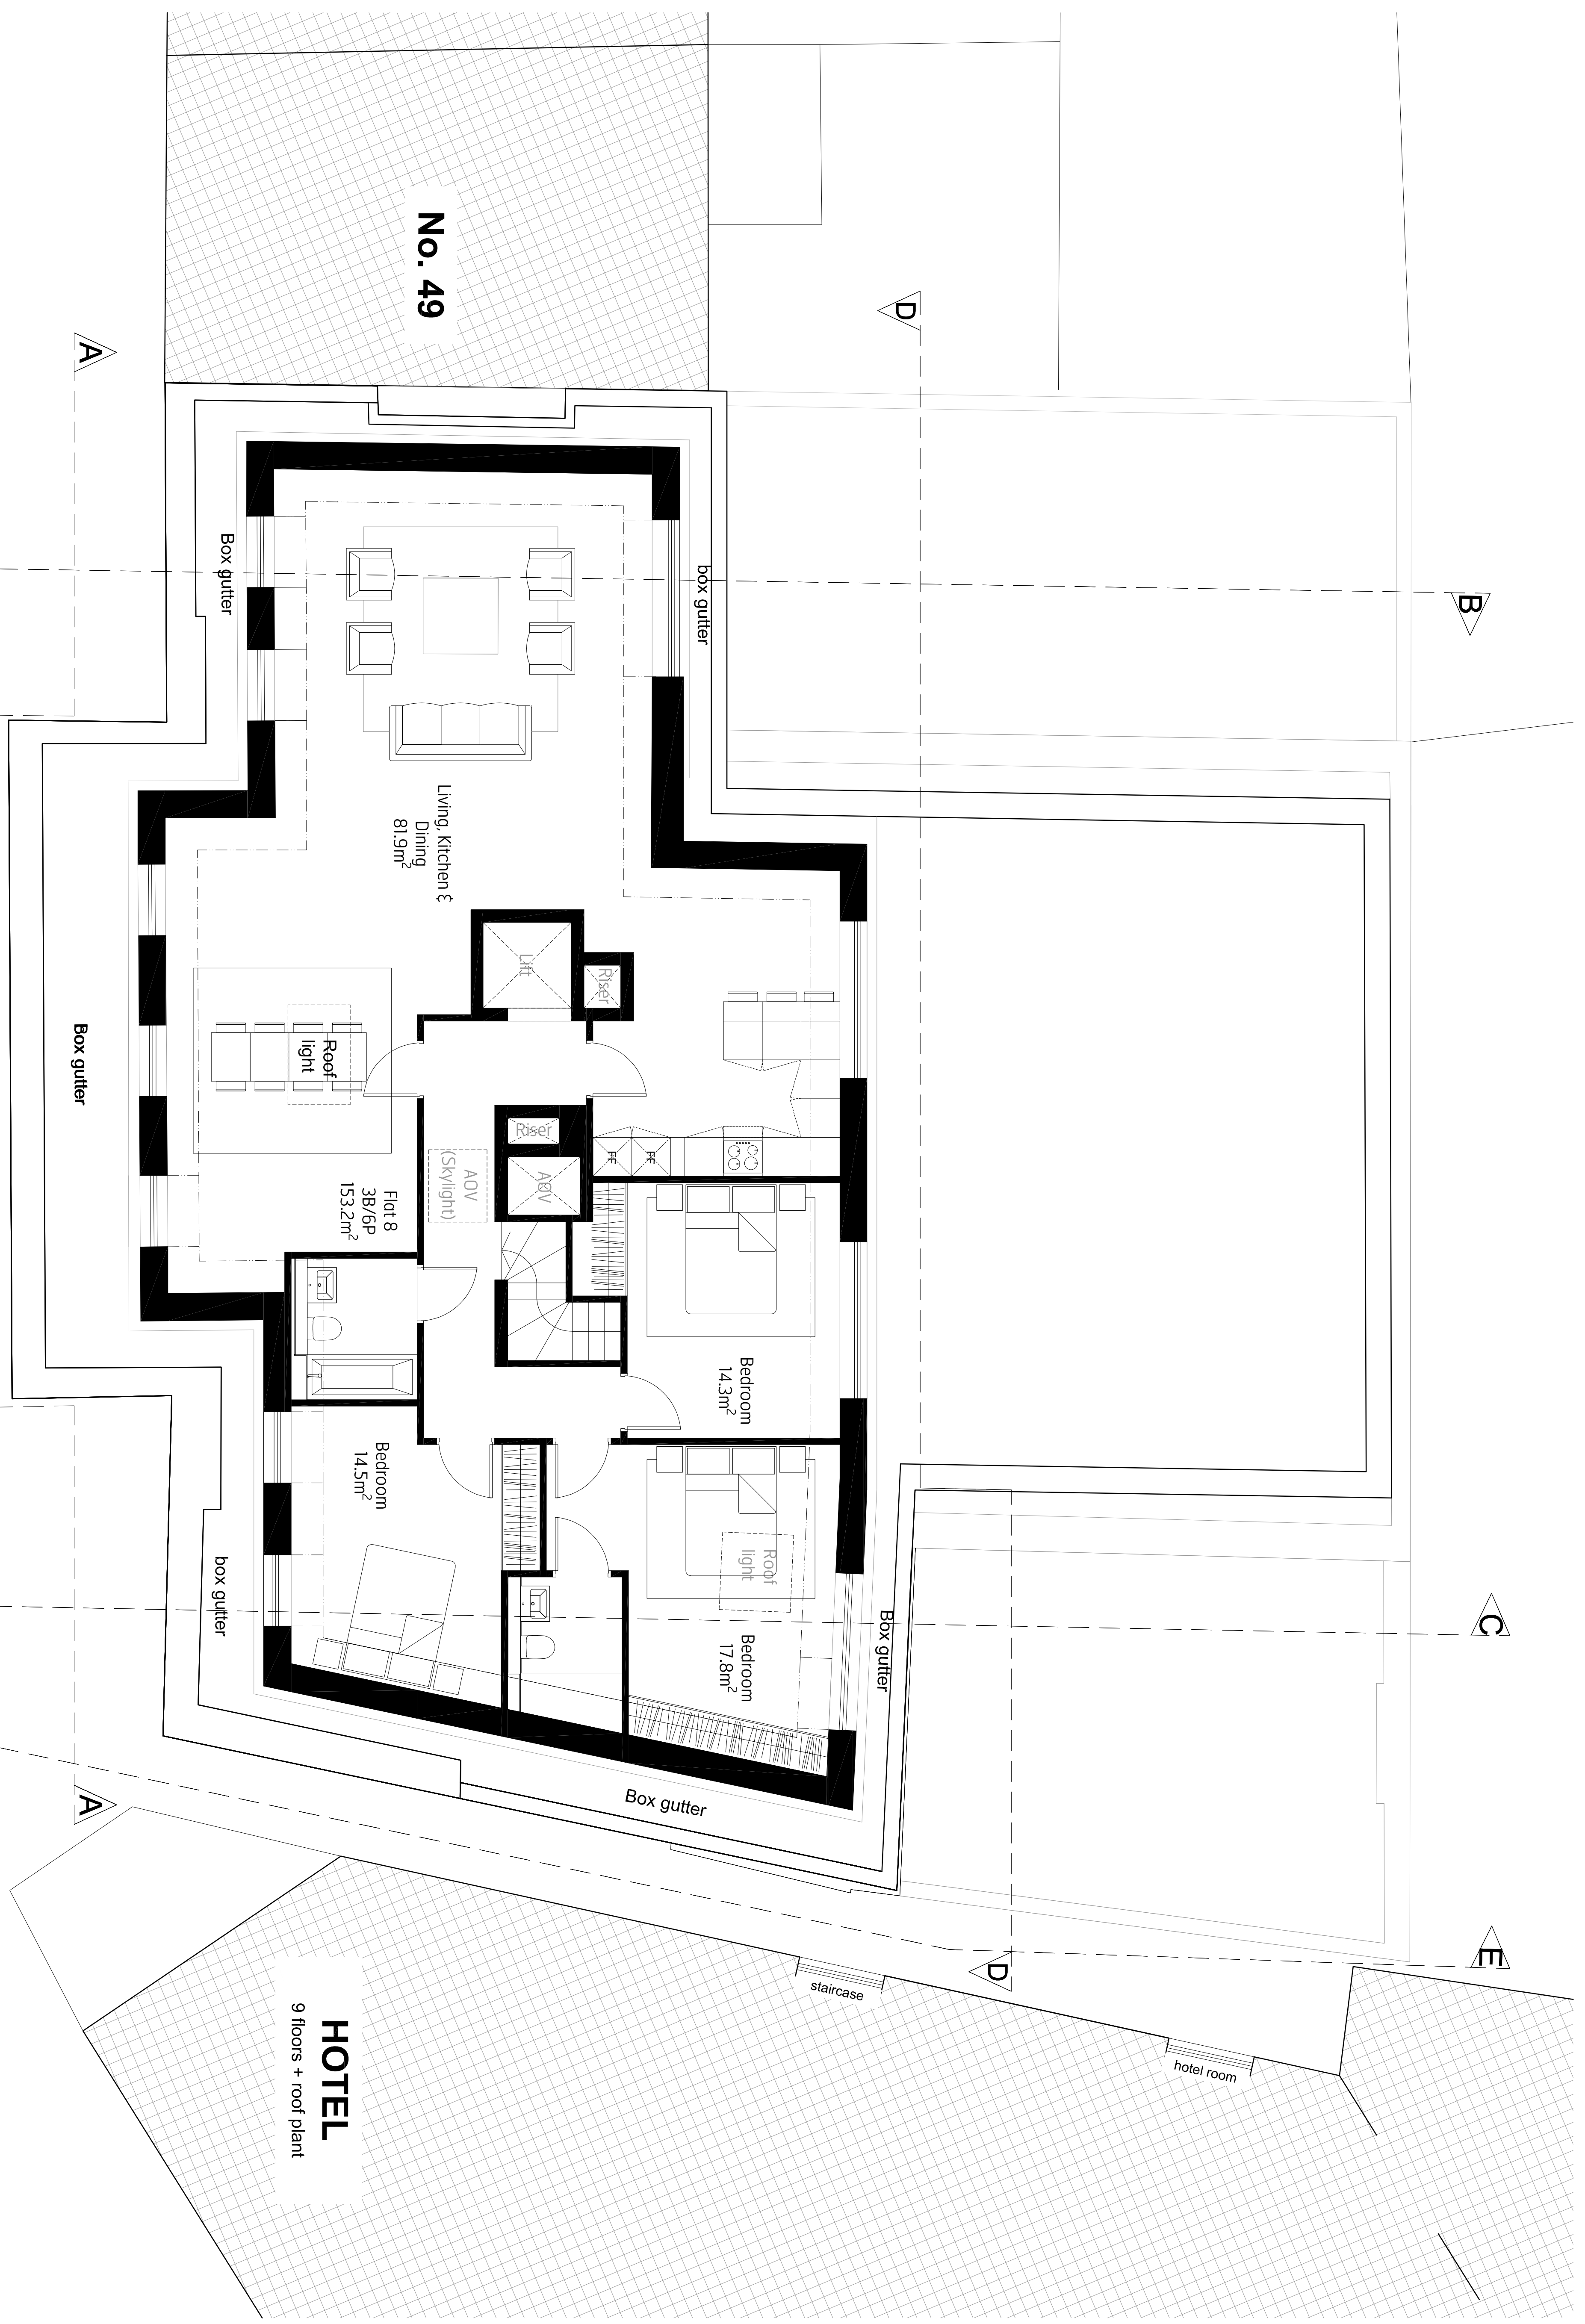 No. 49
D
A
B
Box gutter
box gutter
Living, Kitchen &
Dining
81.9m²
Lift
Riser
Box gutter
Roof
light
Riser
AOV
AOV
(Skylight)
FF
FF
Flat 8
3B/6P
153.2m²
Bedroom
14.3m²
Bedroom
14.5m²
Roof
light
box gutter
Bedroom
17.8m²
Box gutter
C
Box gutter
A
E
D
staircase
hotel room
HOTEL
9 floors + roof plant